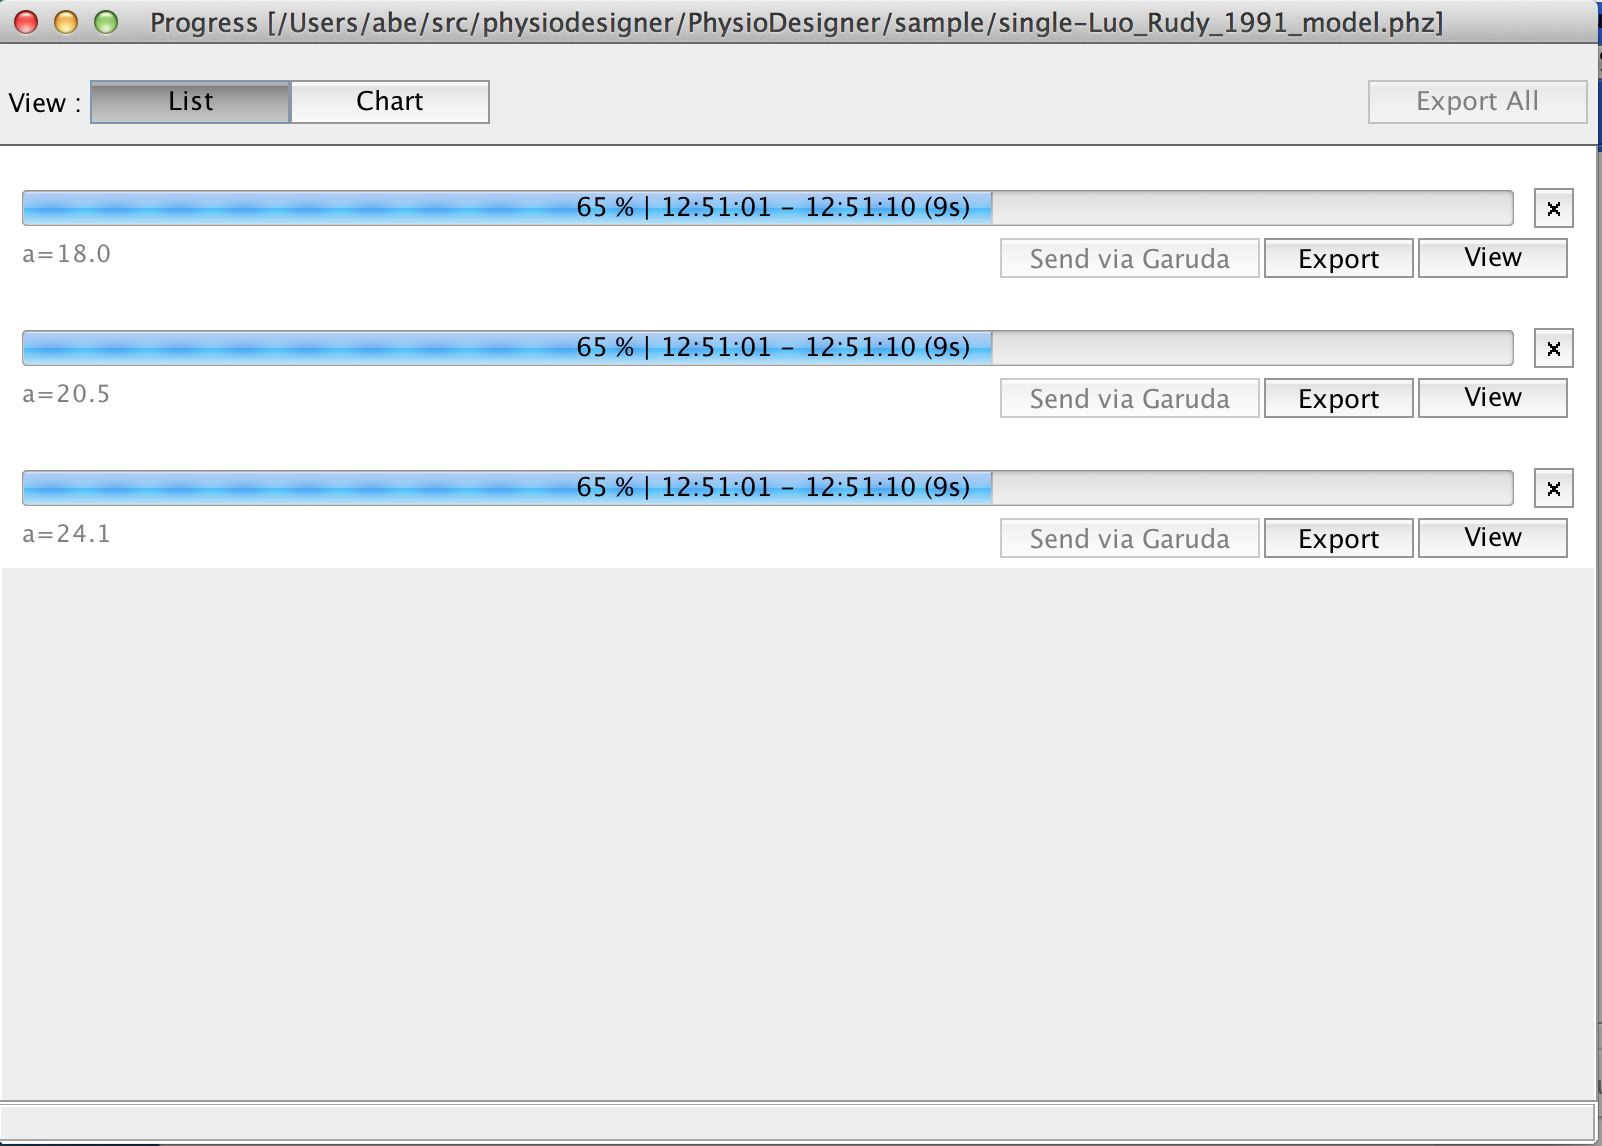 Progress [/Users/abe/src/physiodesigner/PhysioDesigner/sample/single-Luo_Rudy_1991_model.phz]
View : List Chart Export All
65 % | 12:51:01 - 12:51:10 (9s) x
a=18.0 Send via Garuda Export View
65 % | 12:51:01 - 12:51:10 (9s) x
a=20.5 Send via Garuda Export View
65 % | 12:51:01 - 12:51:10 (9s) x
a=24.1 Send via Garuda Export View